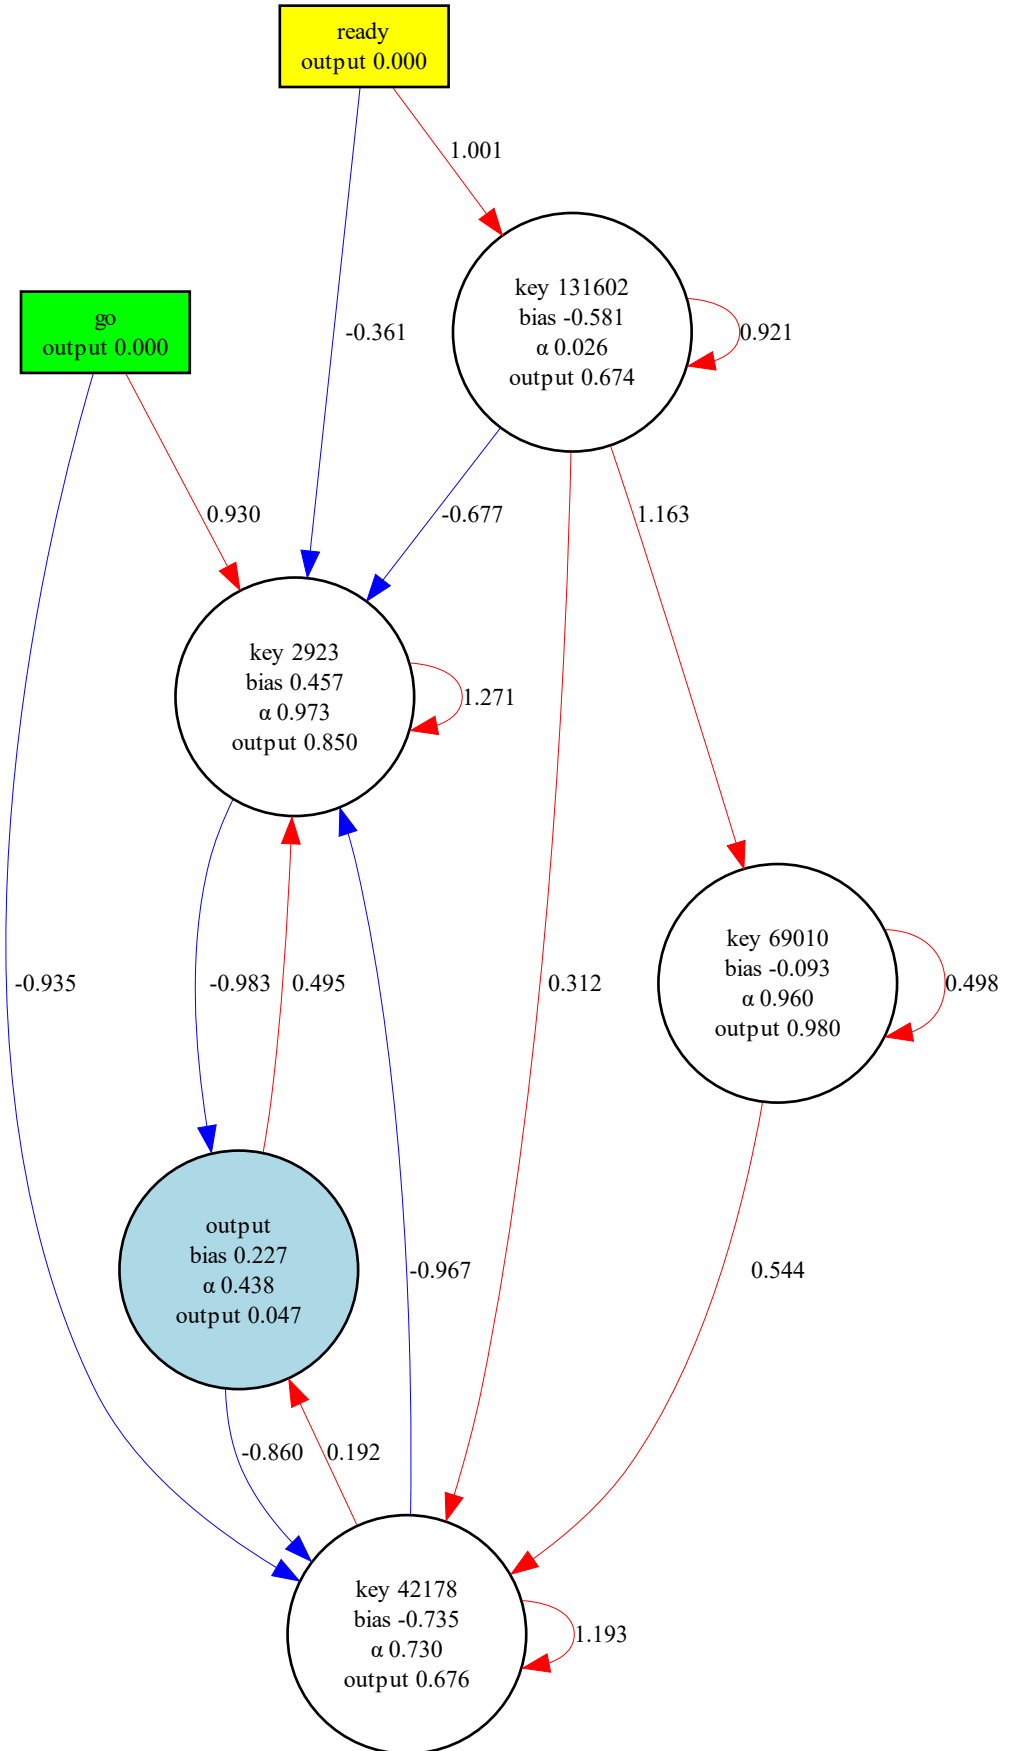 ready
output 0.000
1.001
key 131602
bias -0.581
α 0.026
output 0.674
0.921
go
output 0.000
-0.361
0.930
-0.677
1.163
key 2923
bias 0.457
α 0.973
output 0.850
1.271
key 69010
bias -0.093
α 0.960
output 0.980
0.498
-0.935
-0.983
0.495
0.312
output
bias 0.227
α 0.438
output 0.047
-0.967
0.544
-0.860
0.192
key 42178
bias -0.735
α 0.730
output 0.676
1.193